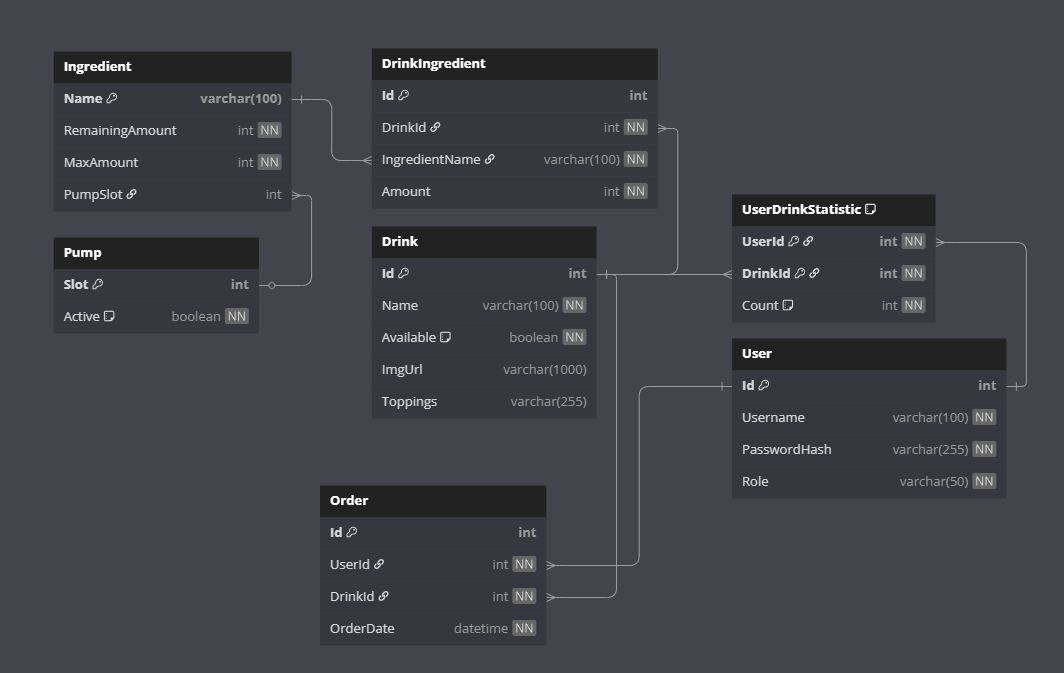 Ingredient
Name varchar(100)
RemainingAmount int NN
MaxAmount int NN
PumpSlot int
Pump
Slot int
Active boolean NN
DrinkIngredient
Id int
DrinkId int NN
IngredientName varchar(100) NN
Amount int NN
Drink
Id int
Name varchar(100) NN
Available boolean NN
ImgUrl varchar(1000)
Toppings varchar(255)
UserDrinkStatistic
UserId int NN
DrinkId int NN
Count int NN
User
Id int
Username varchar(100) NN
PasswordHash varchar(255) NN
Role varchar(50) NN
Order
Id int
UserId int NN
DrinkId int NN
OrderDate datetime NN